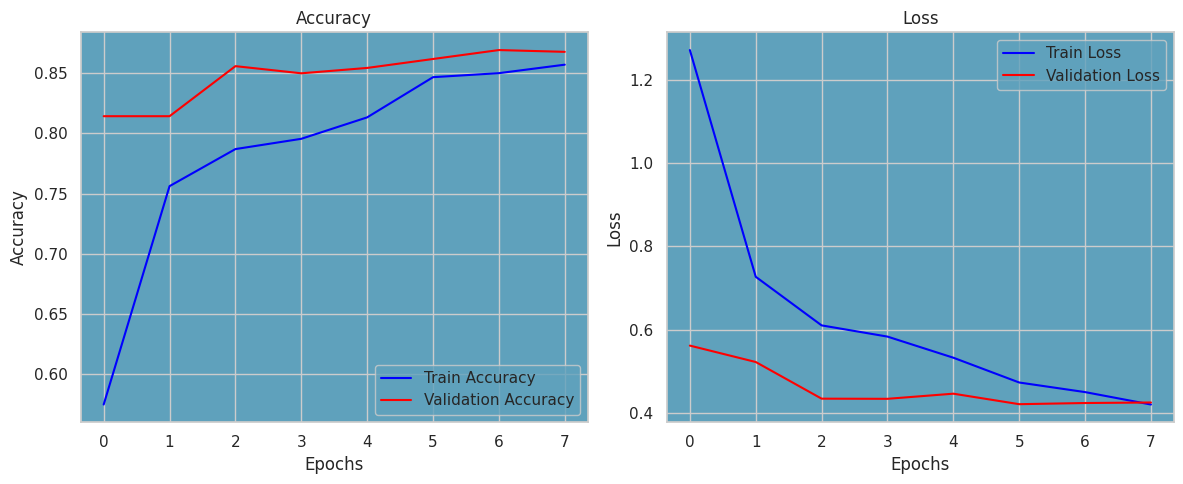 Accuracy
0.85
0.80
0.75
0.70
0.65
0.60
Accuracy
Train Accuracy
Validation Accuracy
0 1 2 3 4 5 6 7
Epochs
Loss
1.2
1.0
0.8
0.6
0.4
Loss
Train Loss
Validation Loss
0 1 2 3 4 5 6 7
Epochs